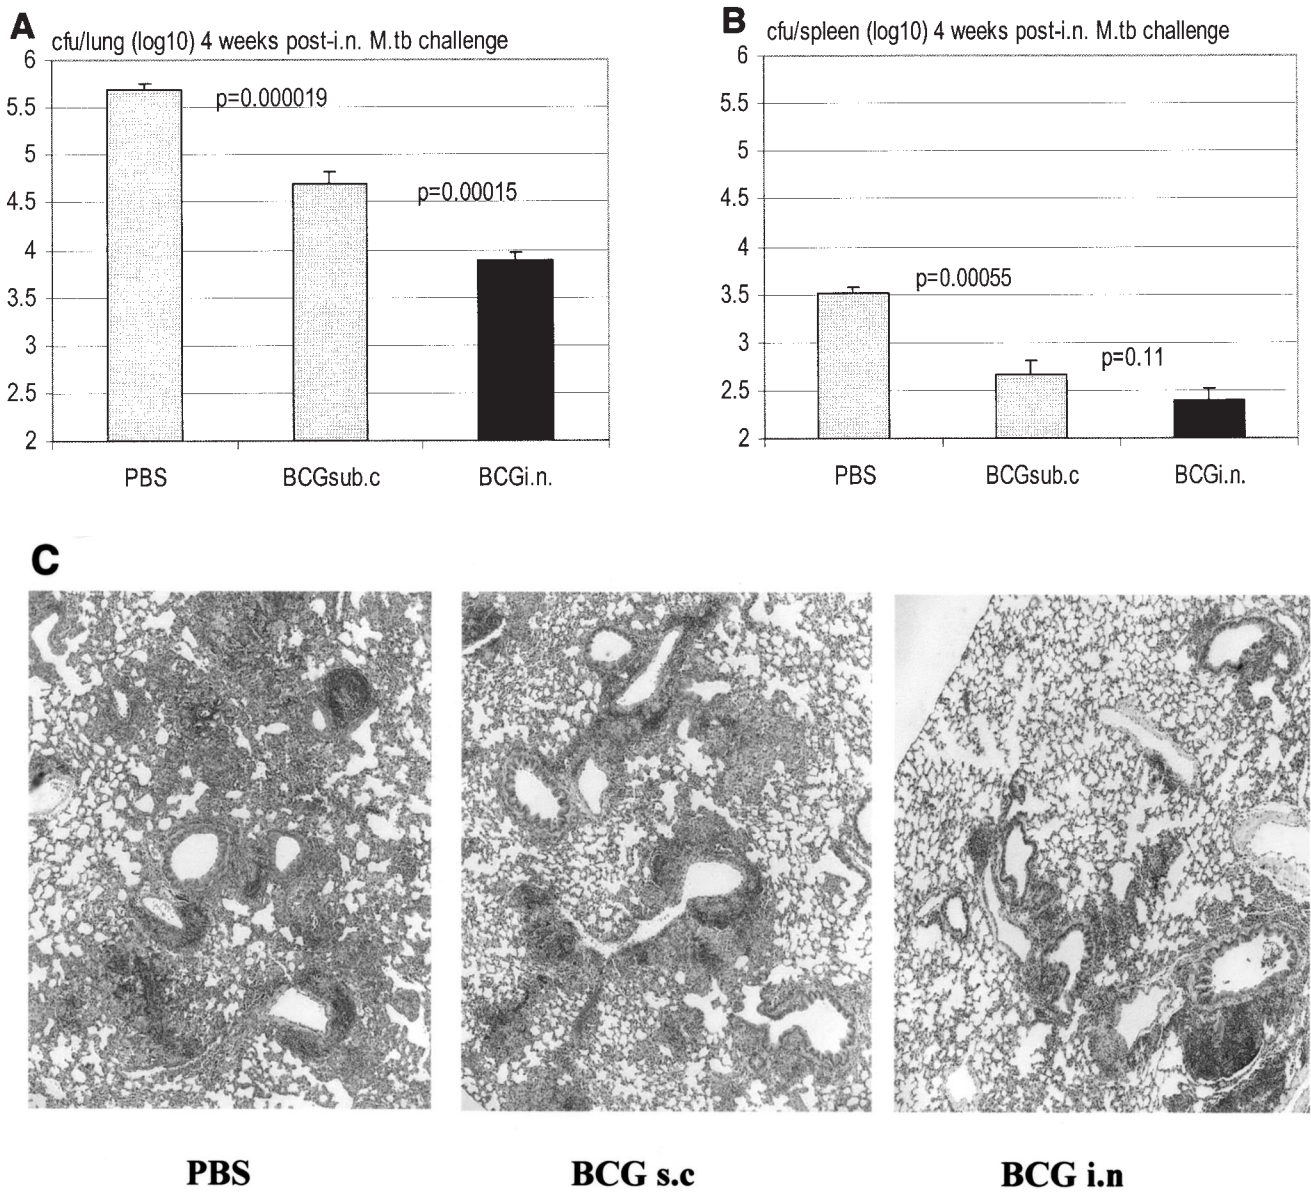 A
cfu/lung (log10) 4 weeks post-i.n. M.tb challenge
6
5.5
5
4.5
4
3.5
3
2.5
2
p=0.000019
p=0.00015
PBS
BCGsub.c
BCGi.n.
B
cfu/spleen (log10) 4 weeks post-i.n. M.tb challenge
6
5.5
5
4.5
4
3.5
3
2.5
2
p=0.00055
p=0.11
PBS
BCGsub.c
BCGi.n.
C
PBS
BCG s.c
BCG i.n